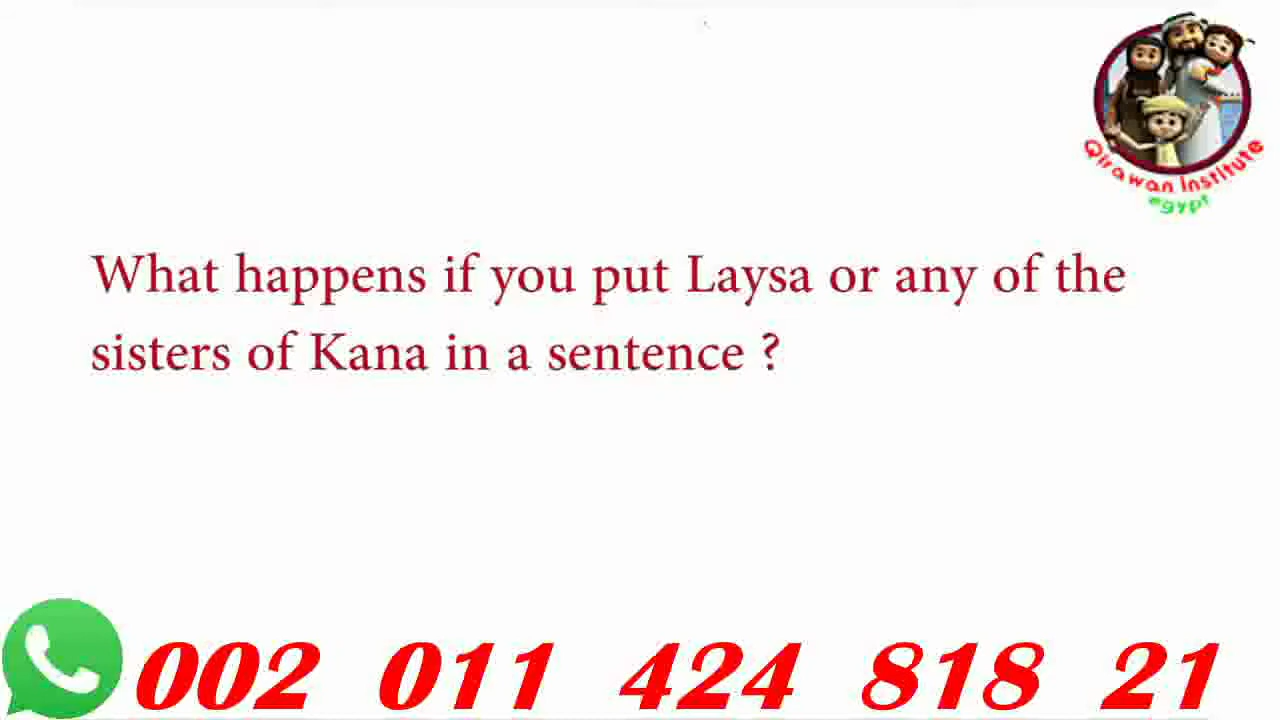 Qirawan Institute
egypt
What happens if you put Laysa or any of the
sisters of Kana in a sentence ?
002 011 424 818 21